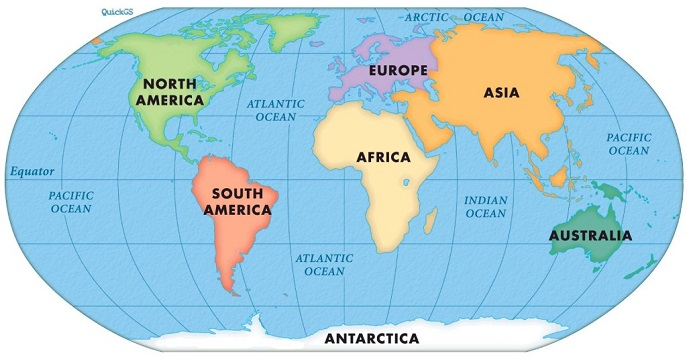 QuickGS
ARCTIC OCEAN
NORTH
AMERICA
EUROPE
ASIA
ATLANTIC
OCEAN
PACIFIC
OCEAN
AFRICA
Equator
PACIFIC
OCEAN
SOUTH
AMERICA
INDIAN
OCEAN
AUSTRALIA
ATLANTIC
OCEAN
ANTARCTICA